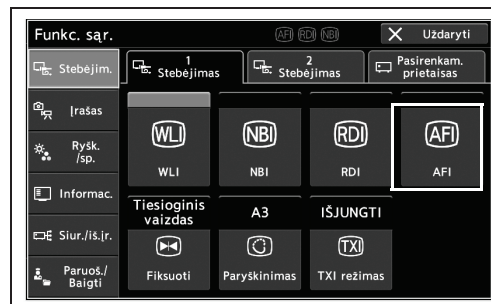 Funkc. sąr.
AFI RDI NBI
Uždaryti
Stebėjim.
1
Stebėjimas
2
Stebėjimas
Pasirenkam.
prietaisas
Įrašas
Ryšk.
/sp.
Informac.
Siur./iš.įr.
Paruoš./
Baigti
WLI
WLI
NBI
NBI
RDI
RDI
AFI
AFI
Tiesioginis
vaizdas
Fiksuoti
A3
Paryškinimas
IŠJUNGTI
TXI
TXI režimas